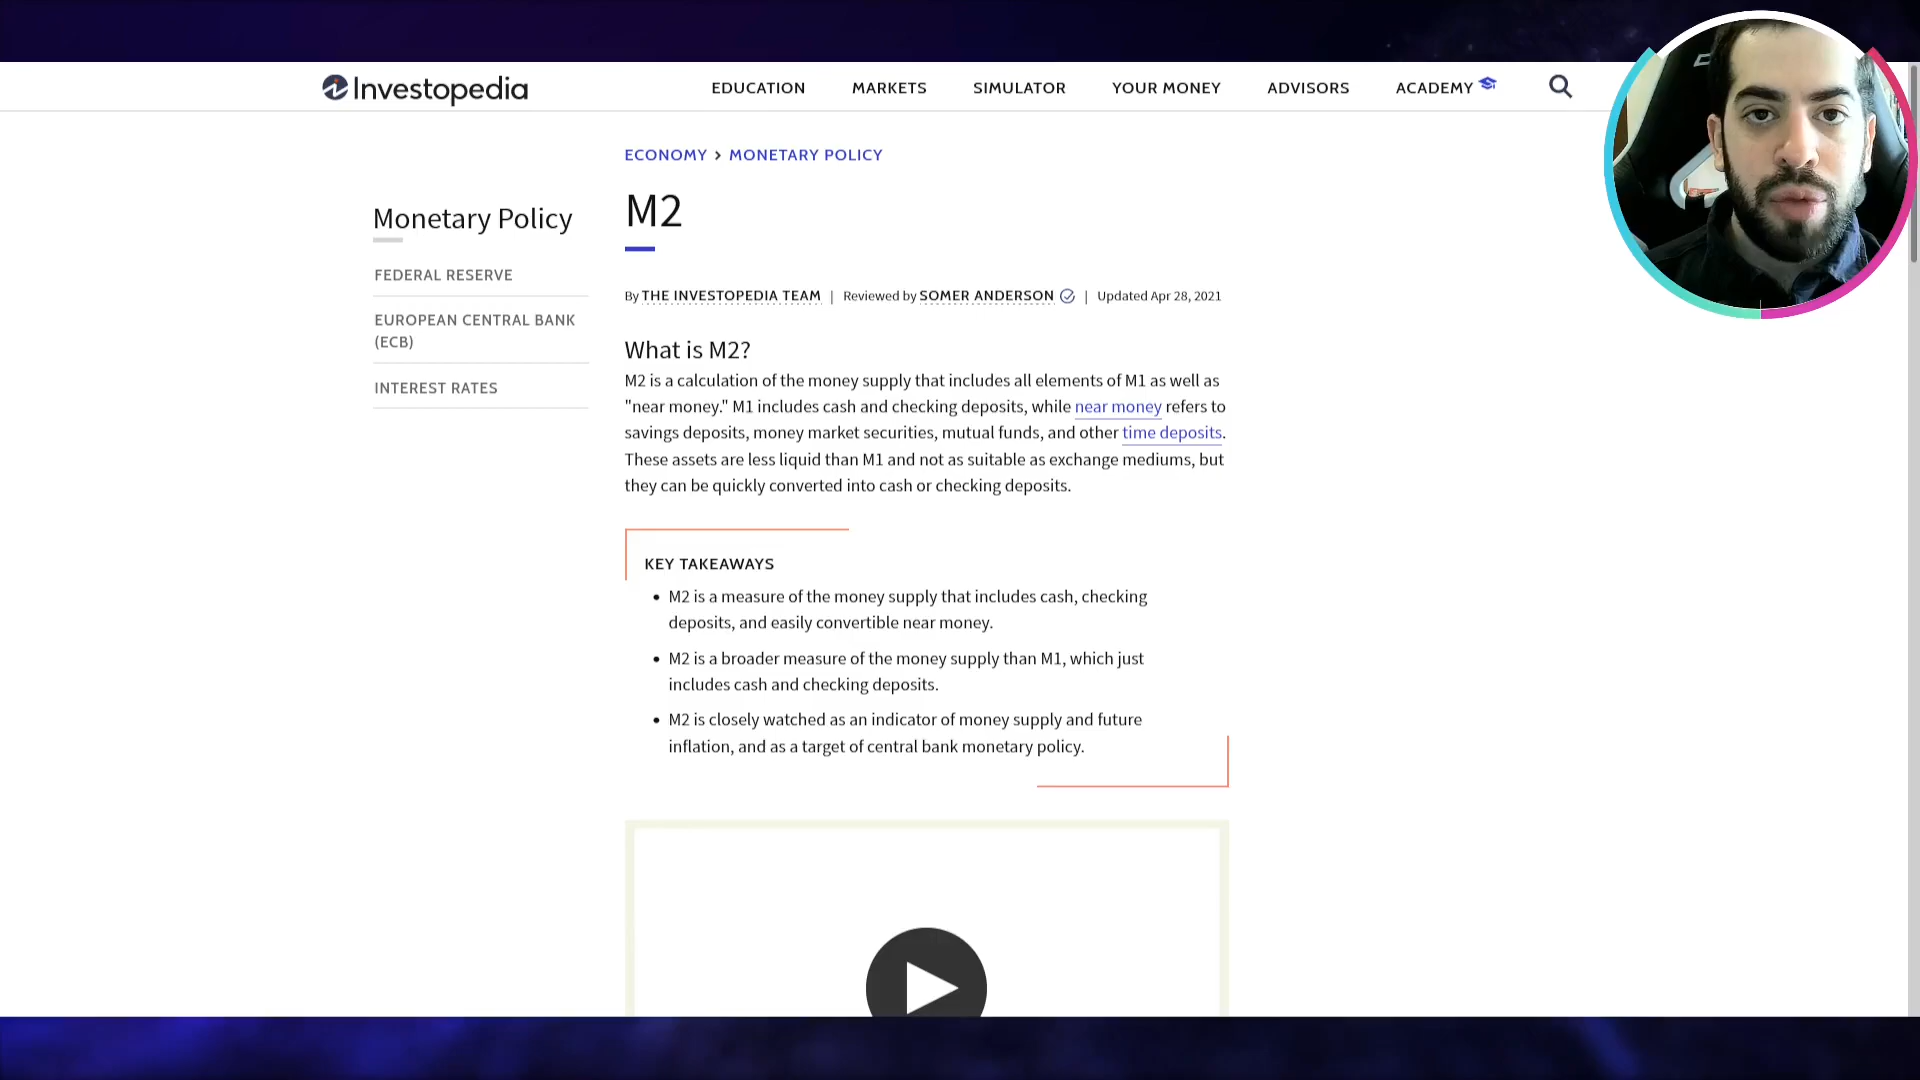 Investopedia
EDUCATION
MARKETS
SIMULATOR
YOUR MONEY
ADVISORS
ACADEMY
ECONOMY > MONETARY POLICY
Monetary Policy
FEDERAL RESERVE
EUROPEAN CENTRAL BANK
(ECB)
INTEREST RATES
M2
By THE INVESTOPEDIA TEAM | Reviewed by SOMER ANDERSON | Updated Apr 28, 2021
What is M2?
M2 is a calculation of the money supply that includes all elements of M1 as well as
"near money." M1 includes cash and checking deposits, while near money refers to
savings deposits, money market securities, mutual funds, and other time deposits.
These assets are less liquid than M1 and not as suitable as exchange mediums, but
they can be quickly converted into cash or checking deposits.
KEY TAKEAWAYS
• M2 is a measure of the money supply that includes cash, checking
deposits, and easily convertible near money.
• M2 is a broader measure of the money supply than M1, which just
includes cash and checking deposits.
• M2 is closely watched as an indicator of money supply and future
inflation, and as a target of central bank monetary policy.